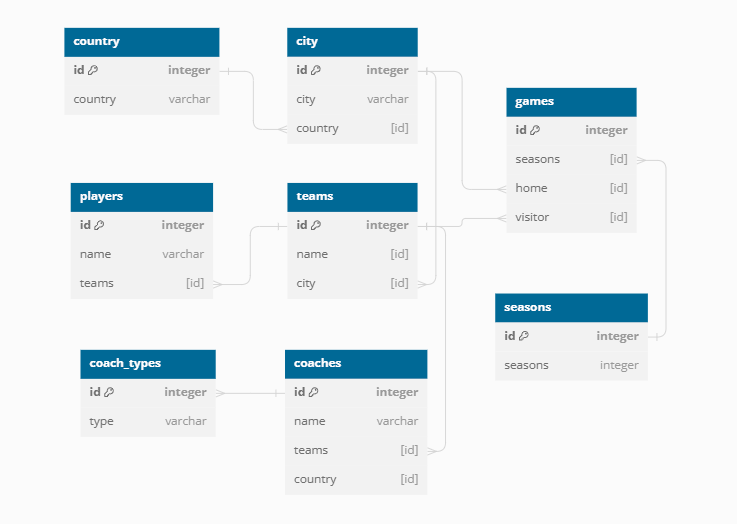 country
id integer
country varchar
city
id integer
city varchar
country [id]
games
id integer
seasons [id]
home [id]
visitor [id]
players
id integer
name varchar
teams [id]
teams
id integer
name [id]
city [id]
seasons
id integer
seasons integer
coach_types
id integer
type varchar
coaches
id integer
name varchar
teams [id]
country [id]